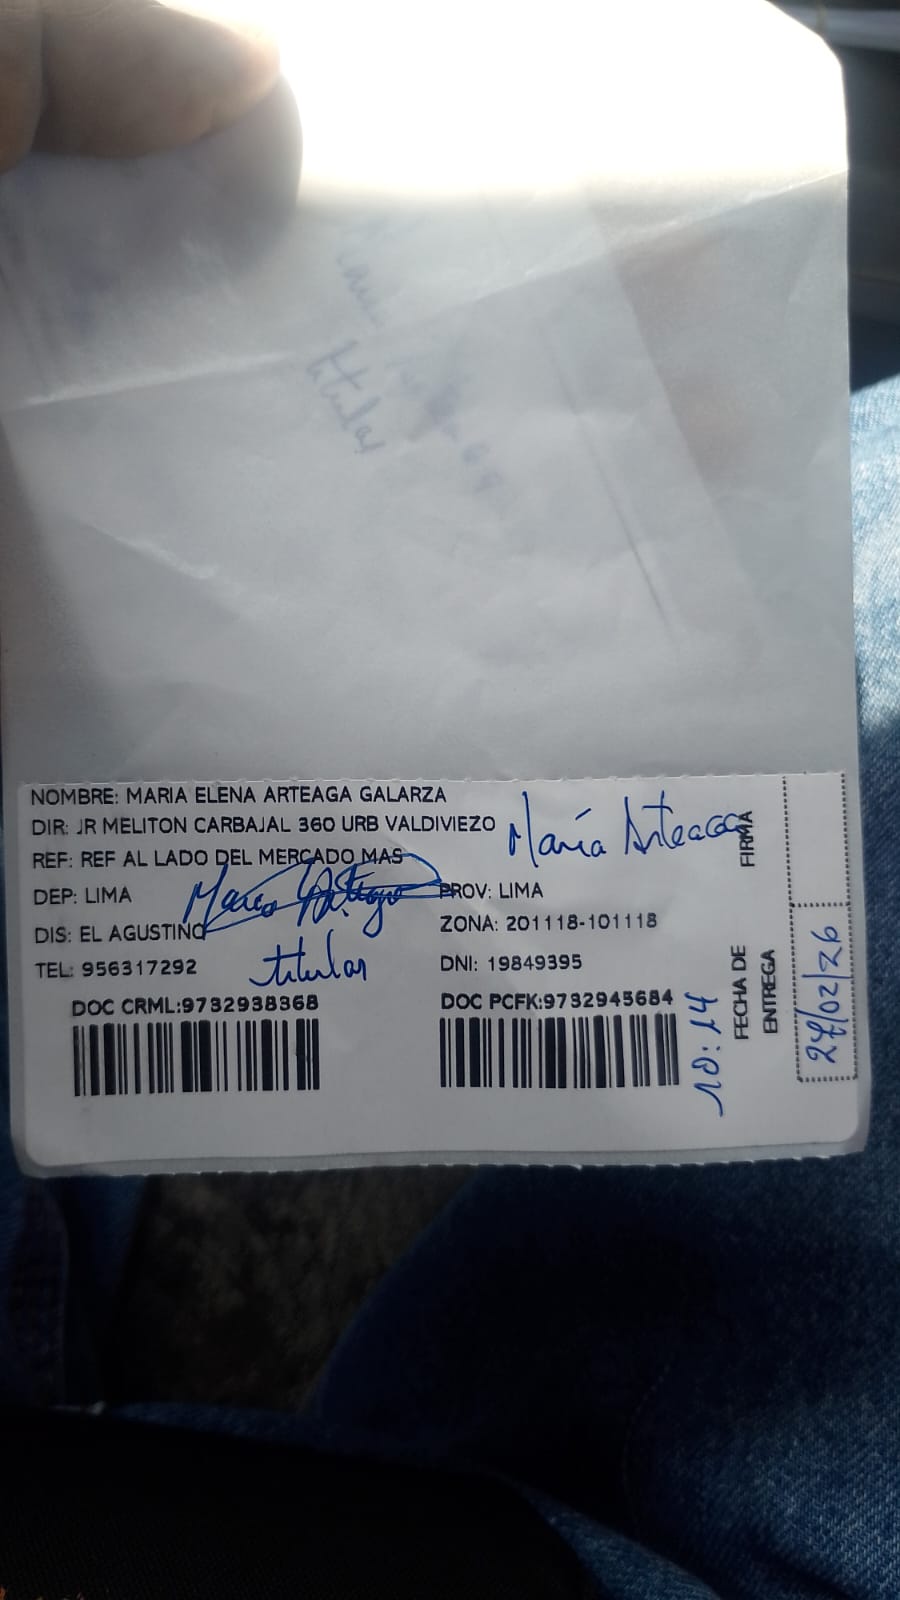 titular
NOMBRE: MARIA ELENA ARTEAGA GALARZA
DIR: JR MELITON CARBAJAL 360 URB VALDIVIEZO
María Arteaga
FIRMA
REF: REF AL LADO DEL MERCADO MAS
DEP: LIMA
PROV: LIMA
DIS: EL AGUSTINO
ZONA: 201118-101118
TEL: 956317292
titular
DNI: 19849395
DOC CRML:9732938368
DOC PCFK:9732945684
10:14
FECHA DE
ENTREGA
27/02/26